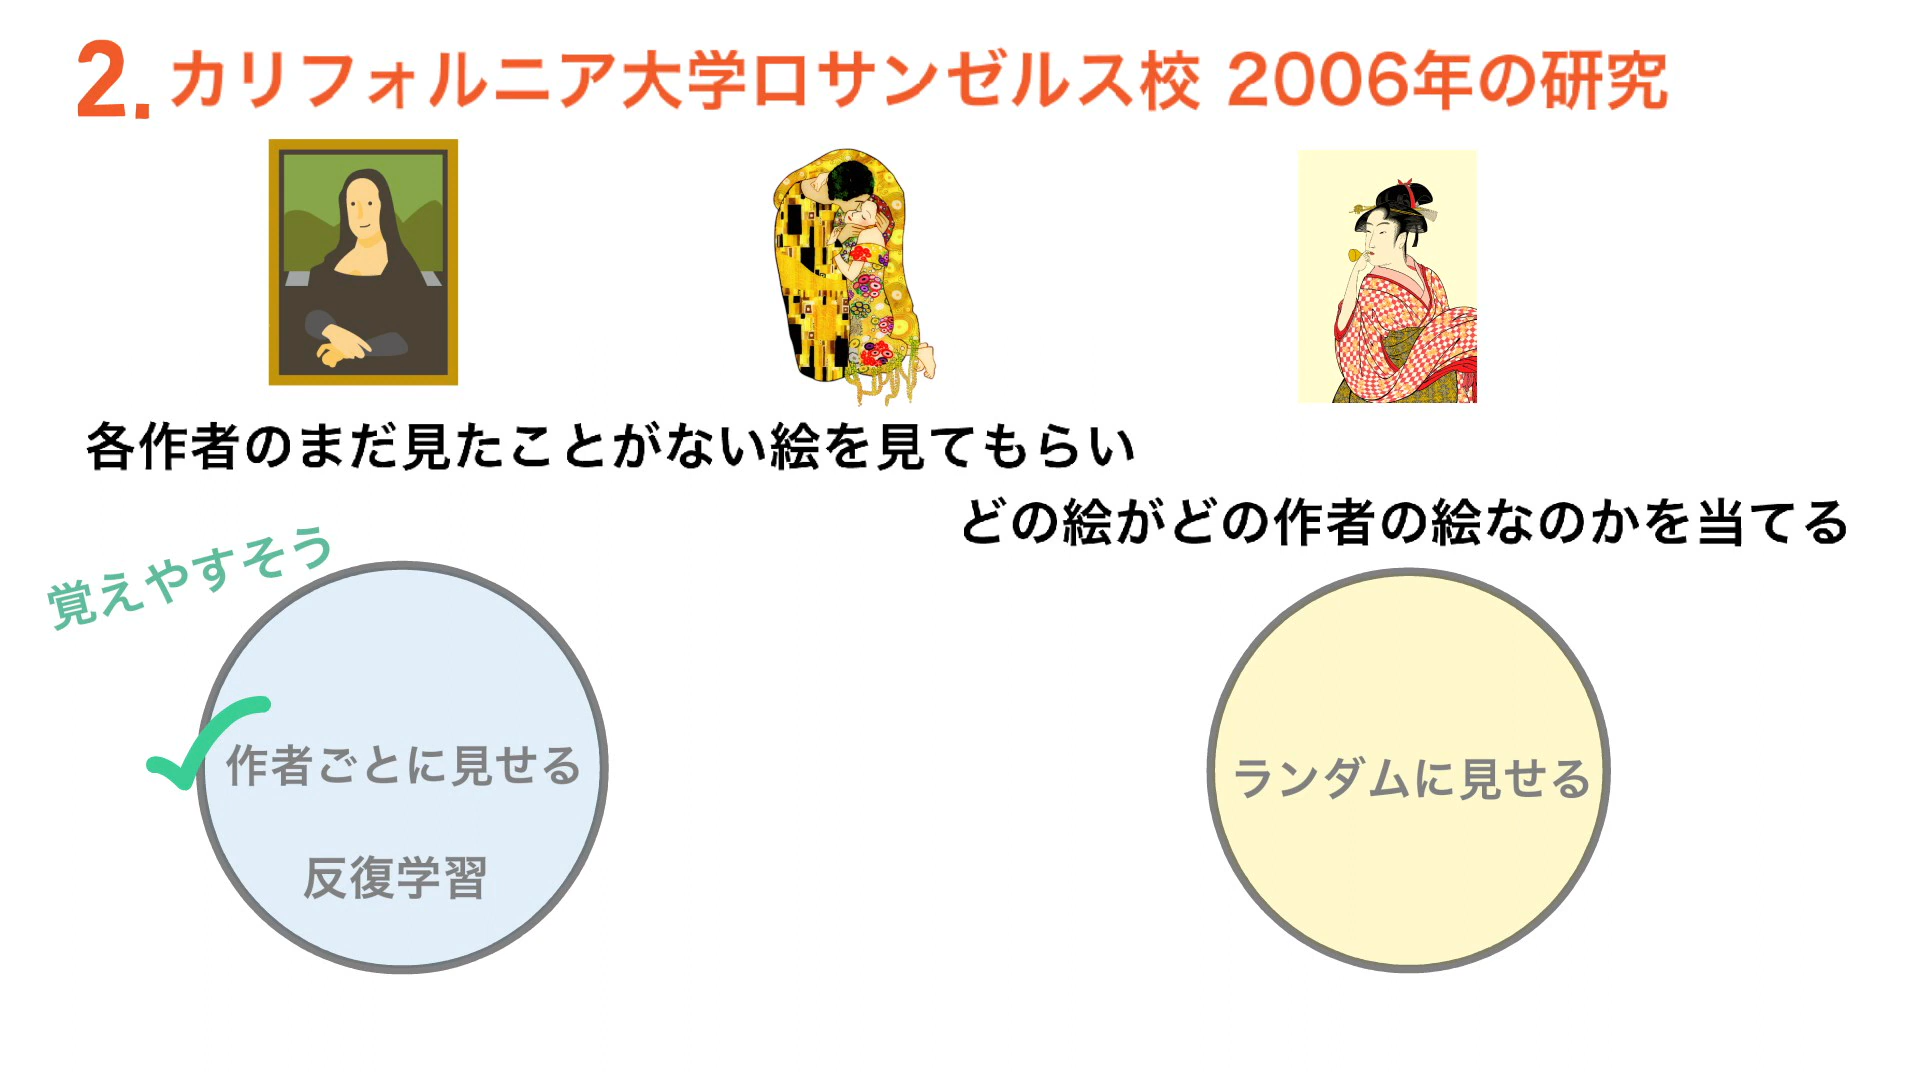 2. カリフォルニア大学ロサンゼルス校 2006年の研究
各作者のまだ見たことがない絵を見てもらい
どの絵がどの作者の絵なのかを当てる
覚えやすそう
作者ごとに見せる
反復学習
ランダムに見せる